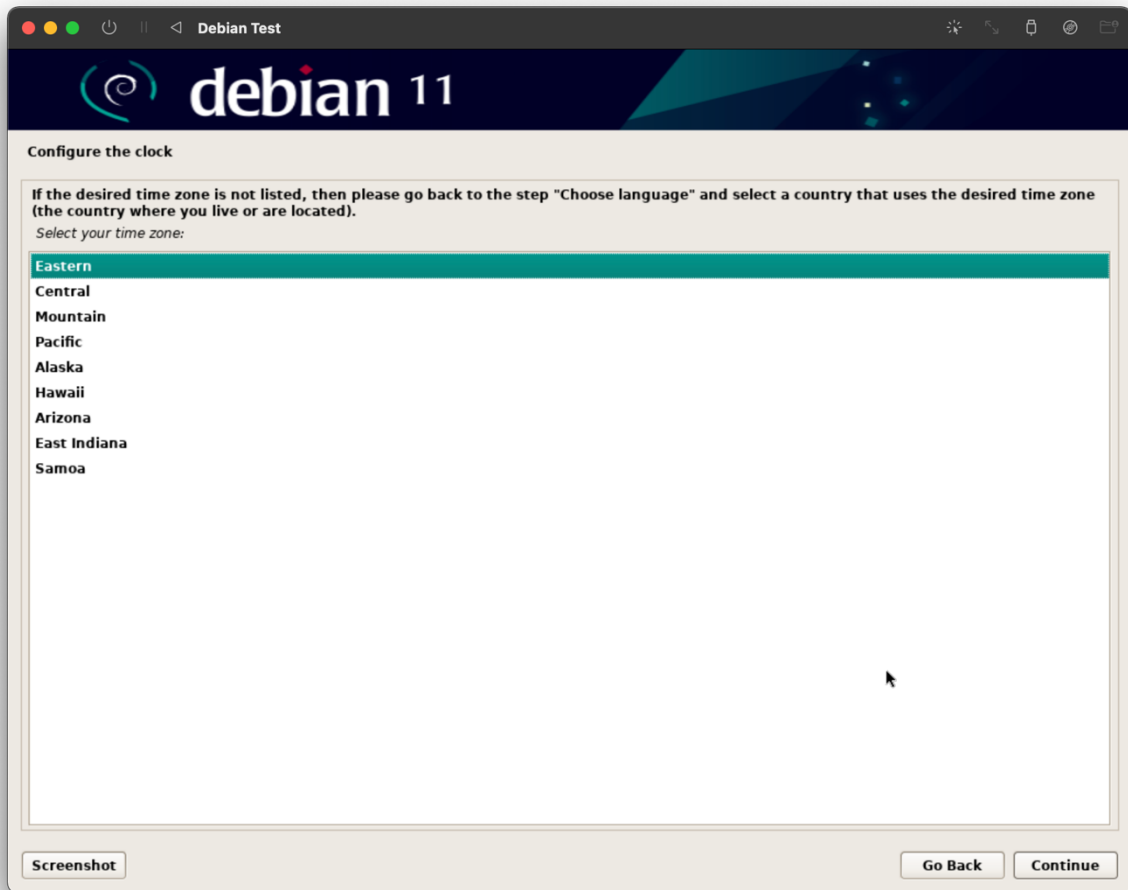 Debian Test
debian 11
Configure the clock
If the desired time zone is not listed, then please go back to the step "Choose language" and select a country that uses the desired time zone
(the country where you live or are located).
Select your time zone:
Eastern
Central
Mountain
Pacific
Alaska
Hawaii
Arizona
East Indiana
Samoa
Screenshot
Go Back
Continue